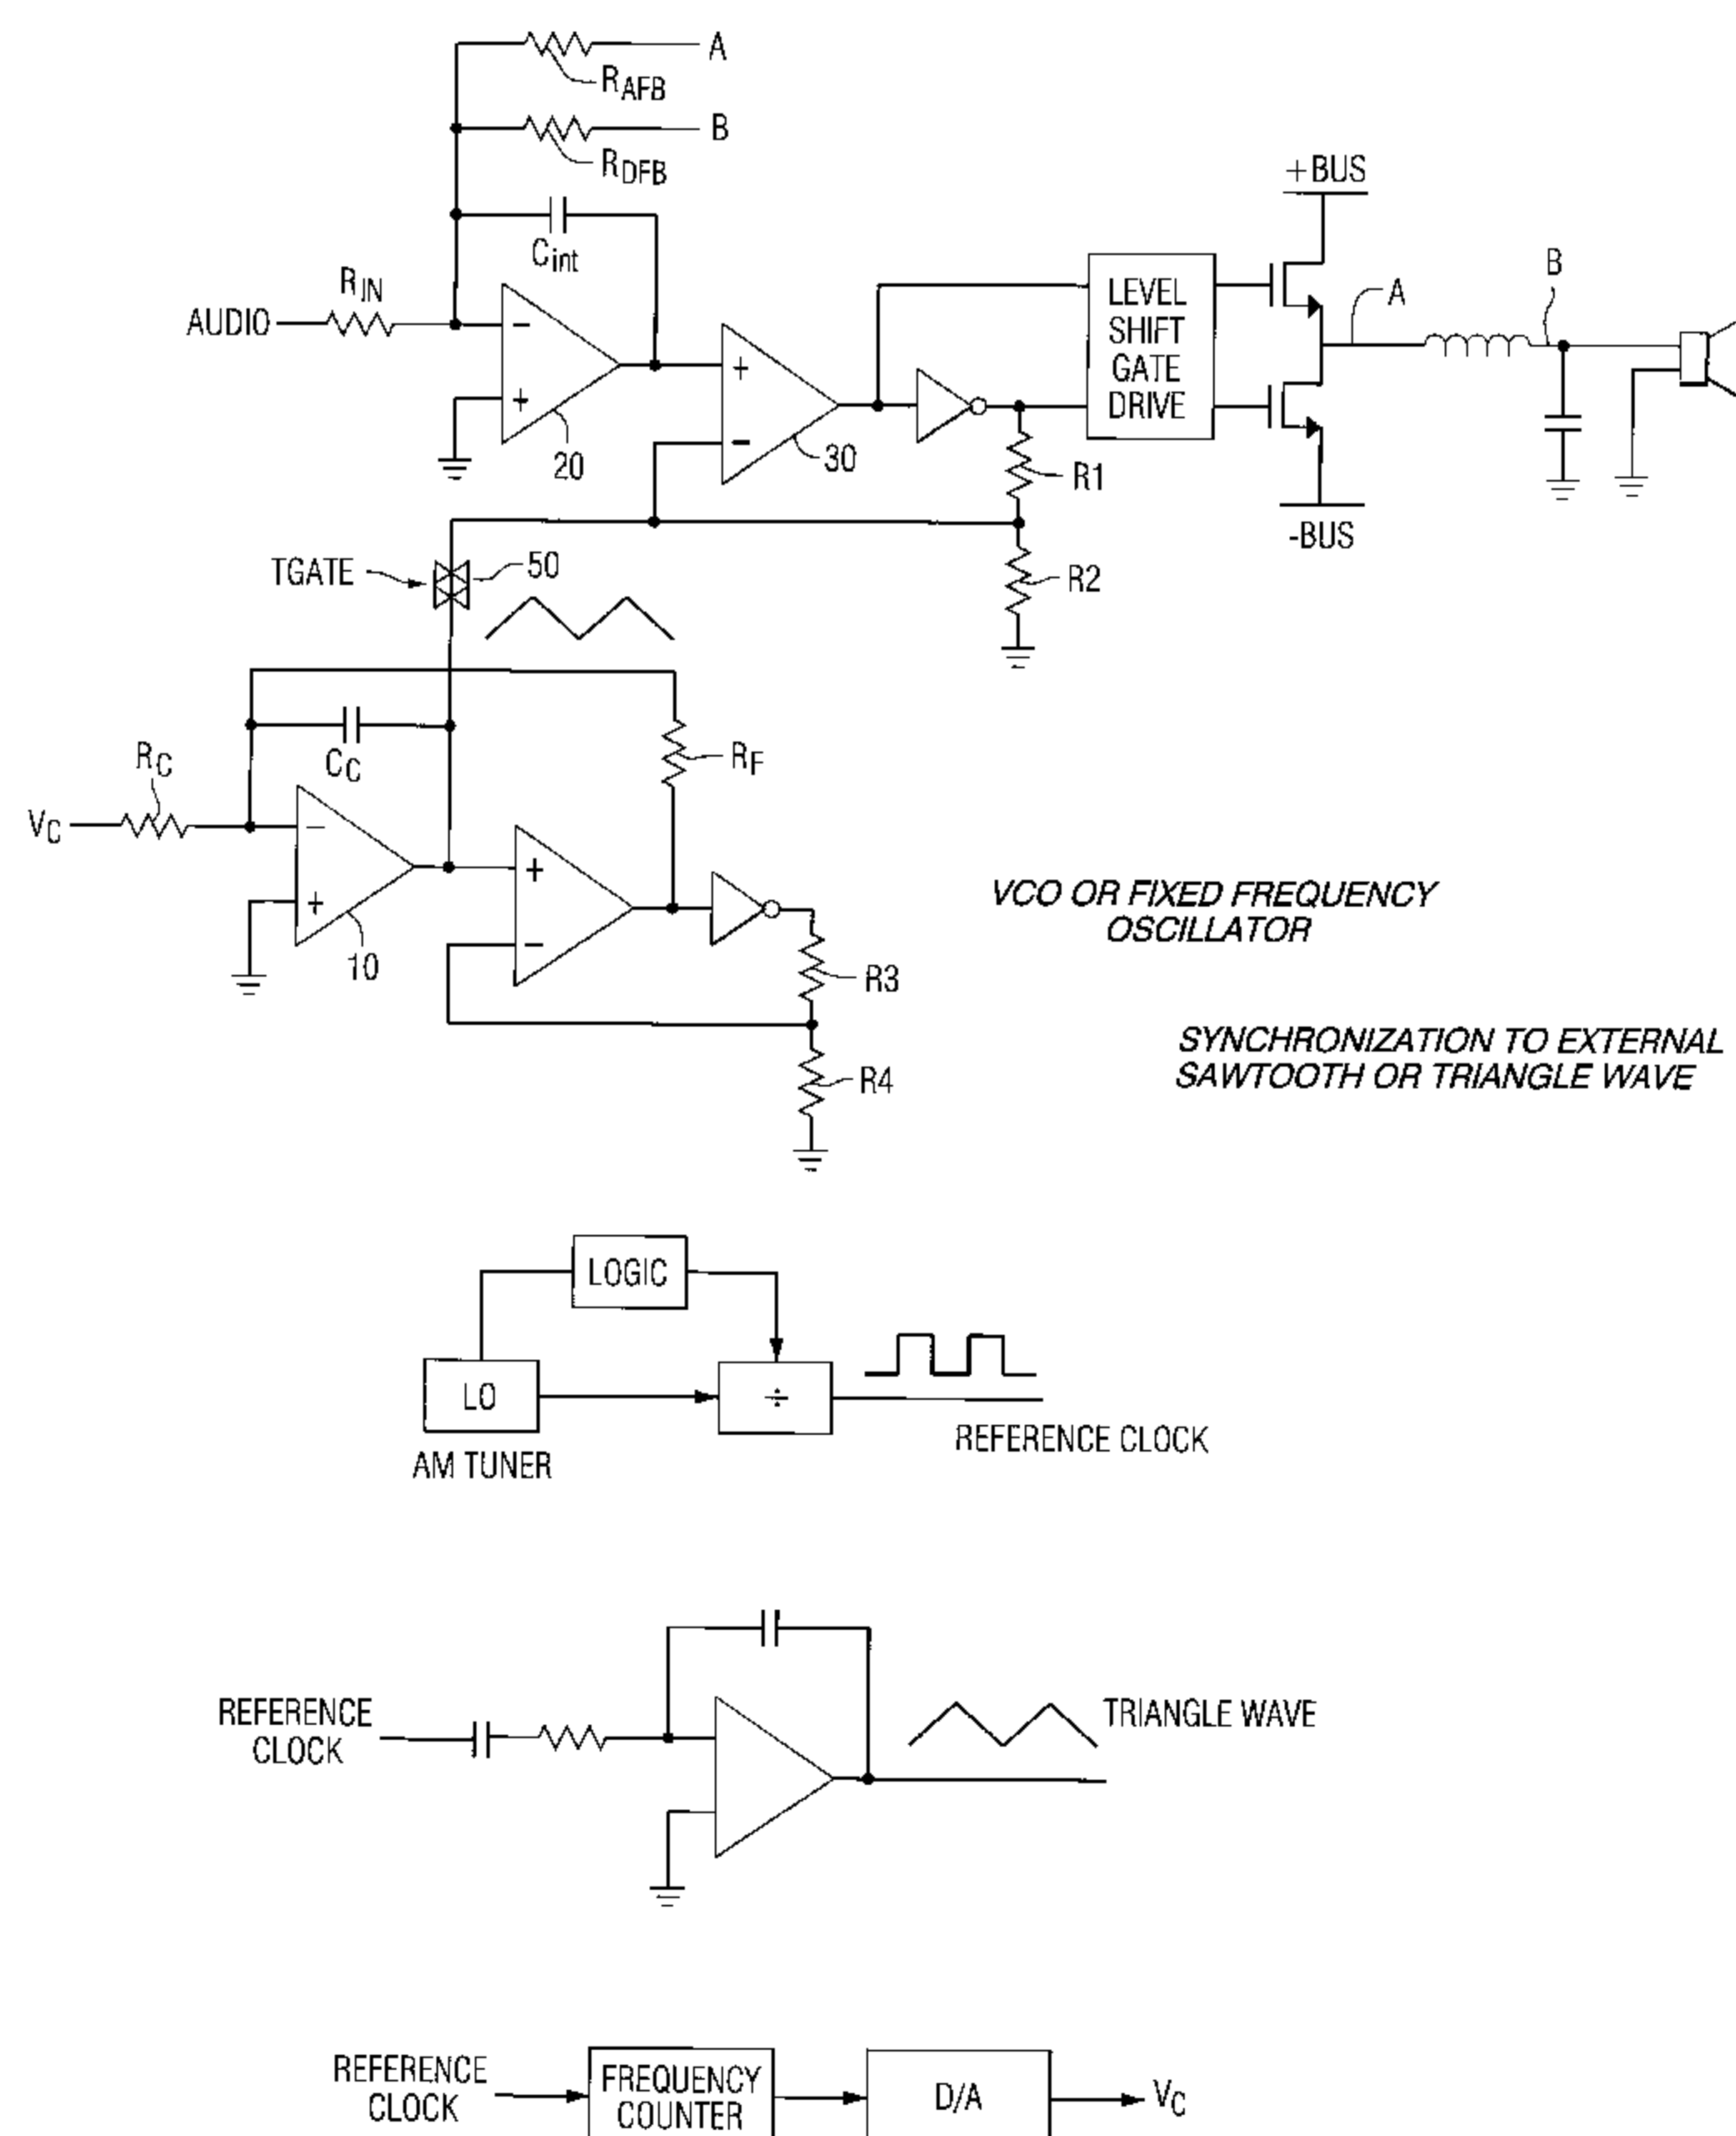 A
RAFB
B
RDFB
Cint
RIN
AUDIO
−
+
20
+
−
30
LEVEL
SHIFT
GATE
DRIVE
+BUS
A
B
-BUS
R1
R2
TGATE
50
RC
CC
RF
VC
−
+
10
+
−
R3
R4
VCO OR FIXED FREQUENCY
OSCILLATOR
SYNCHRONIZATION TO EXTERNAL
SAWTOOTH OR TRIANGLE WAVE
LOGIC
LO
÷
AM TUNER
REFERENCE CLOCK
REFERENCE
CLOCK
TRIANGLE WAVE
REFERENCE
CLOCK
FREQUENCY
COUNTER
D/A
VC